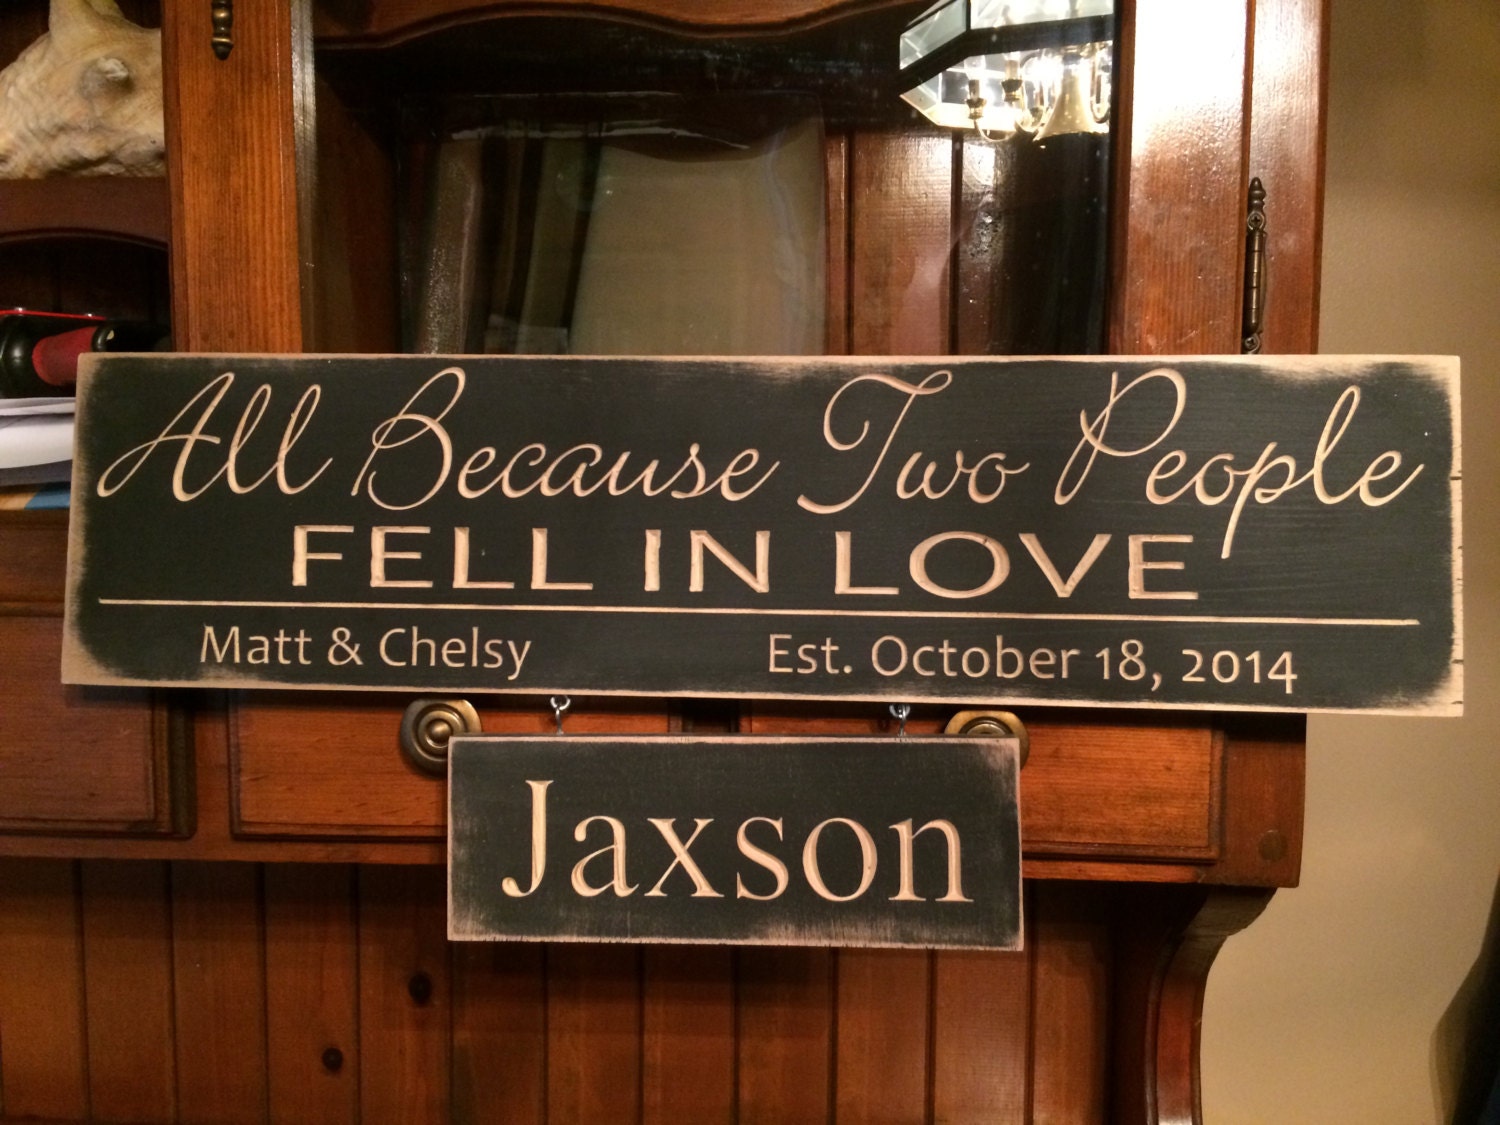 All Because Two People
FELL IN LOVE
Matt & Chelsy Est. October 18, 2014
Jaxson